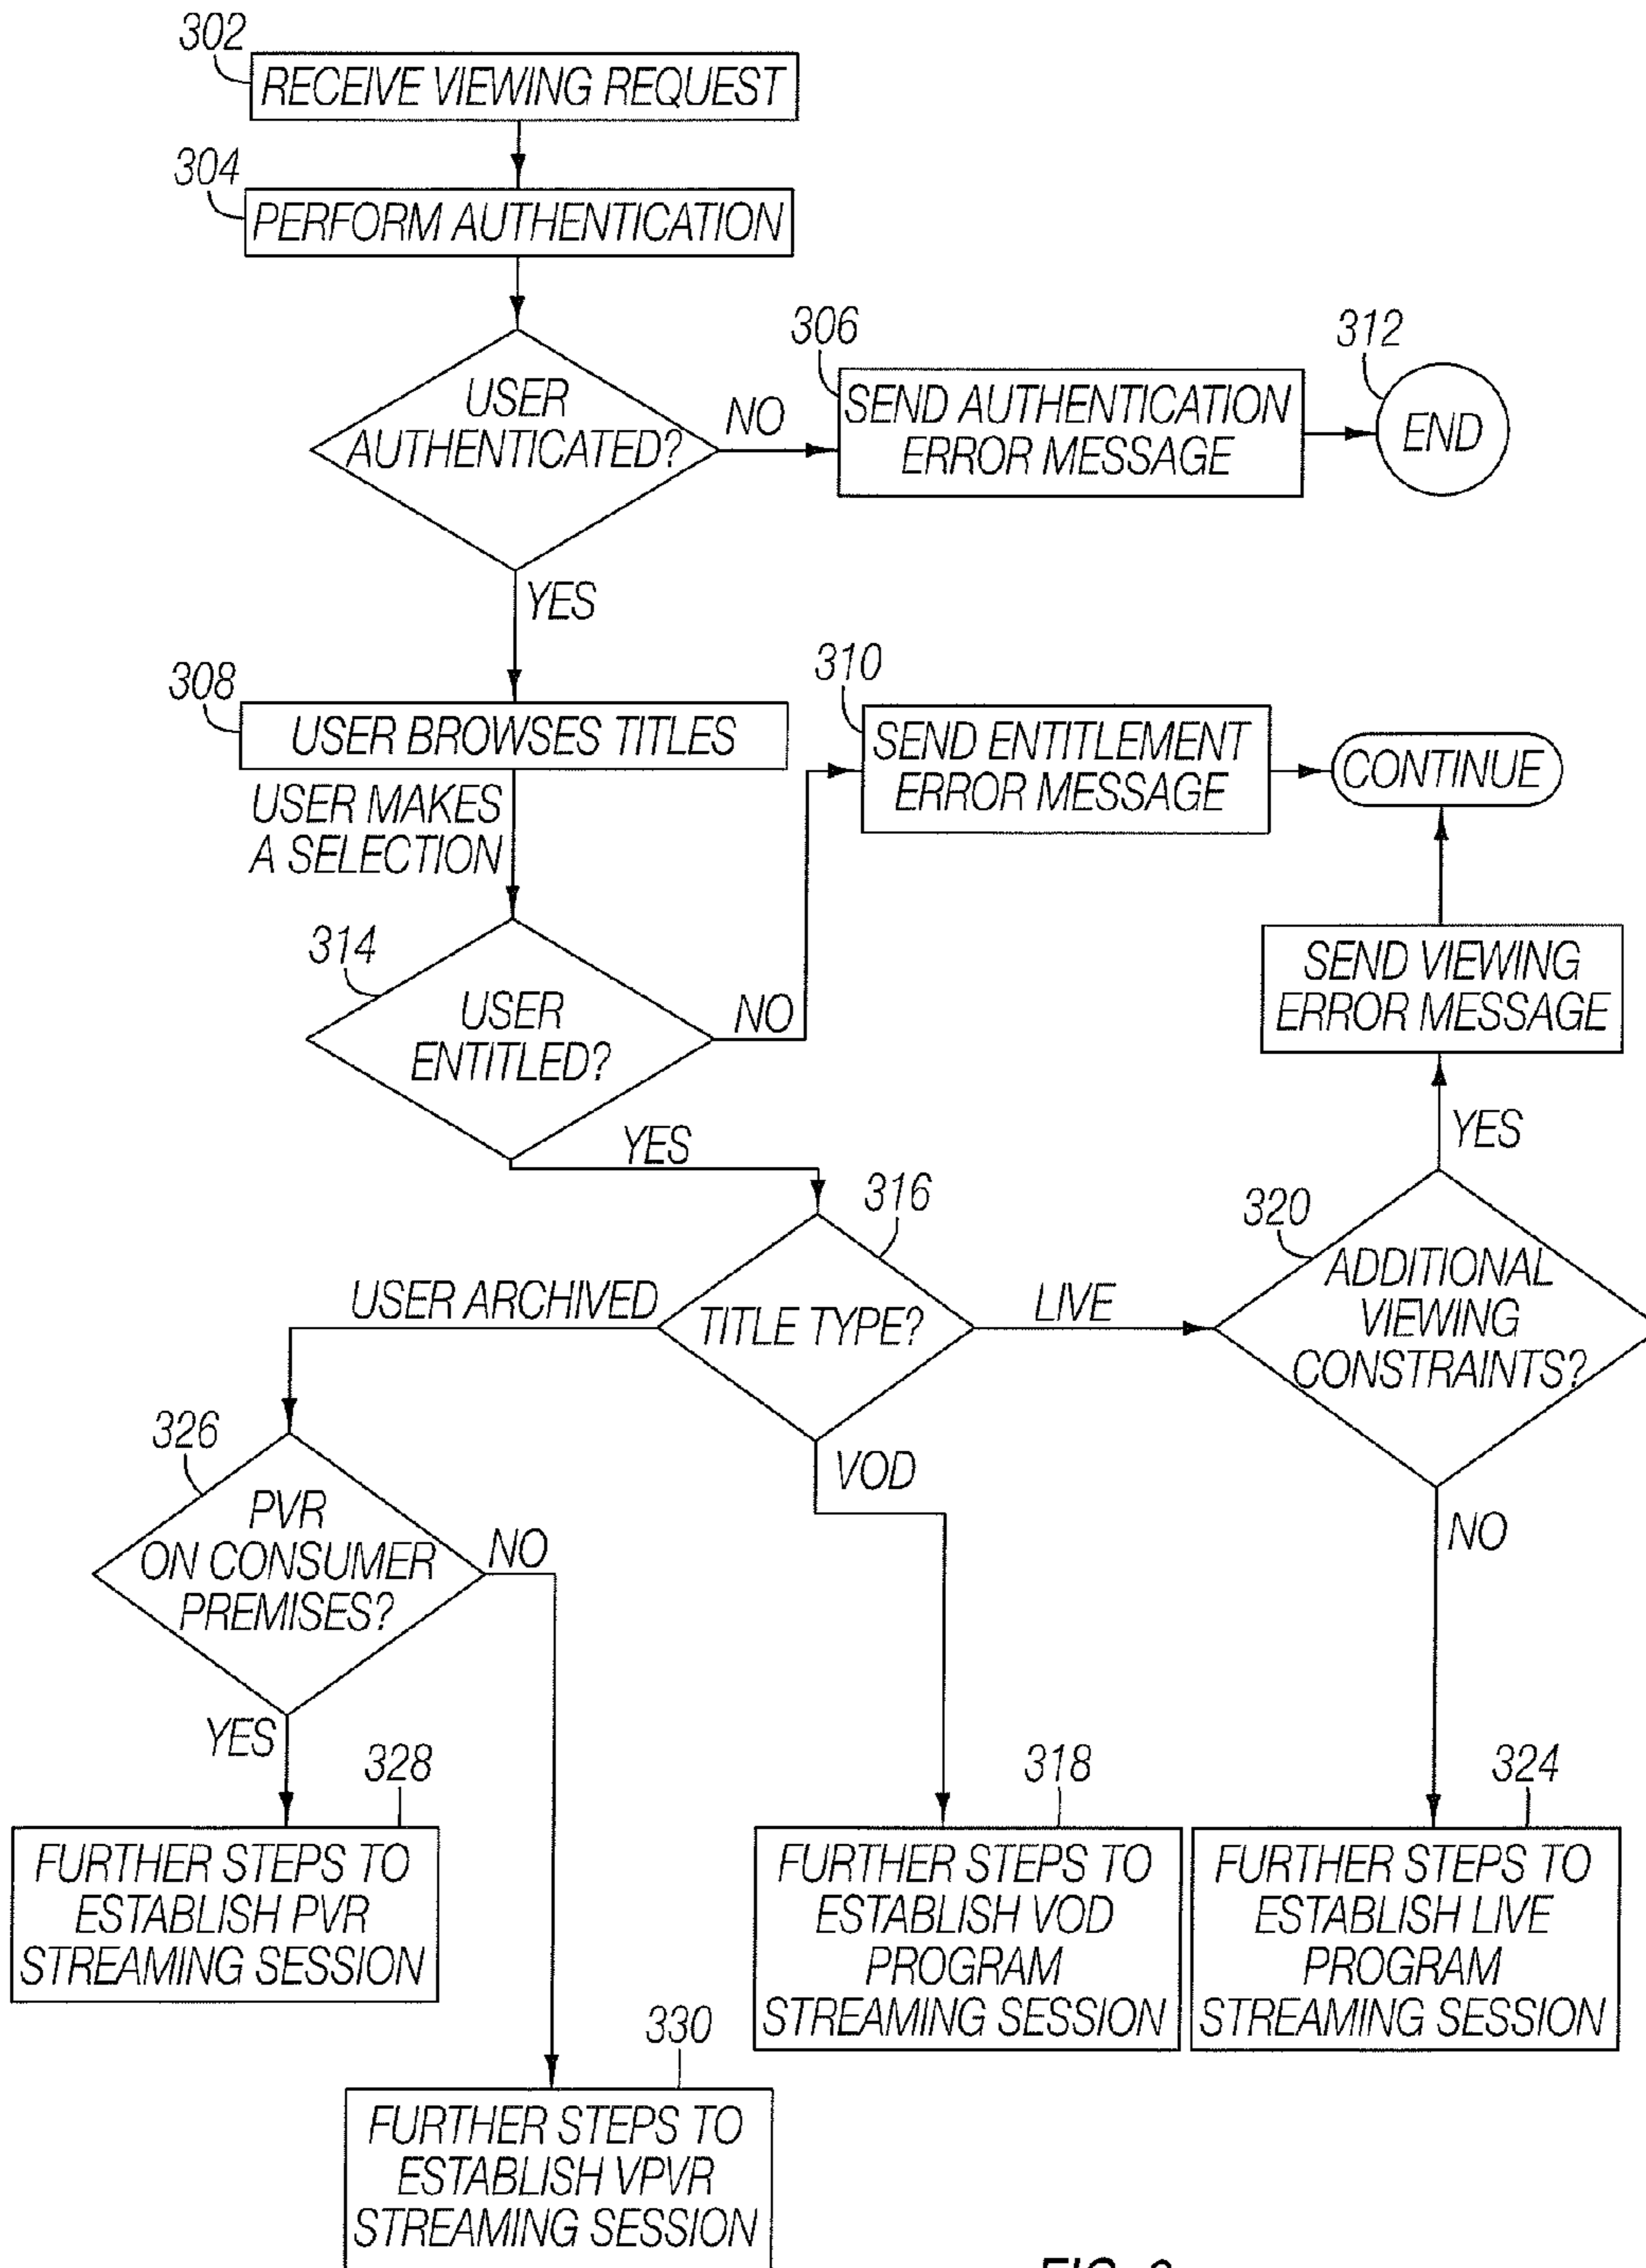 302
RECEIVE VIEWING REQUEST
304
PERFORM AUTHENTICATION
USER
AUTHENTICATED?
NO
306
SEND AUTHENTICATION
ERROR MESSAGE
312
END
YES
308
USER BROWSES TITLES
USER MAKES
A SELECTION
310
SEND ENTITLEMENT
ERROR MESSAGE
CONTINUE
314
USER
ENTITLED?
NO
SEND VIEWING
ERROR MESSAGE
YES
YES
316
TITLE TYPE?
USER ARCHIVED
LIVE
320
ADDITIONAL
VIEWING
CONSTRAINTS?
VOD
NO
326
PVR
ON CONSUMER
PREMISES?
NO
YES
328
FURTHER STEPS TO
ESTABLISH PVR
STREAMING SESSION
318
FURTHER STEPS TO
ESTABLISH VOD
PROGRAM
STREAMING SESSION
324
FURTHER STEPS TO
ESTABLISH LIVE
PROGRAM
STREAMING SESSION
330
FURTHER STEPS TO
ESTABLISH VPVR
STREAMING SESSION
FIG.